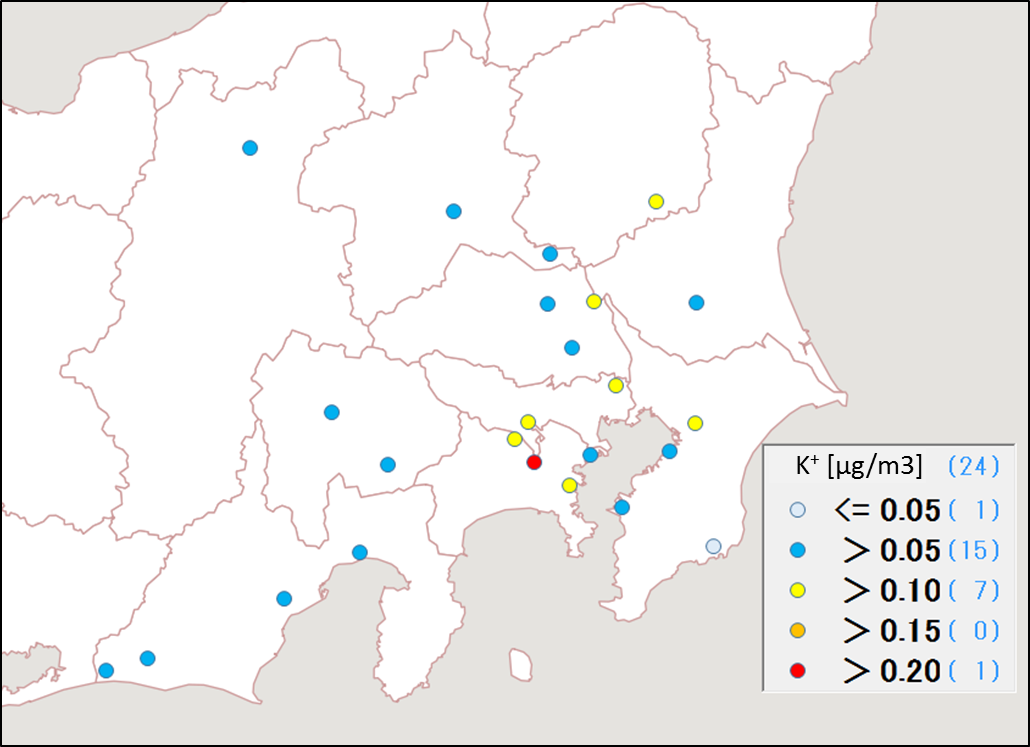 K⁺ [µg/m3] (24)
<= 0.05 ( 1)
> 0.05 (15)
> 0.10 ( 7)
> 0.15 ( 0)
> 0.20 ( 1)